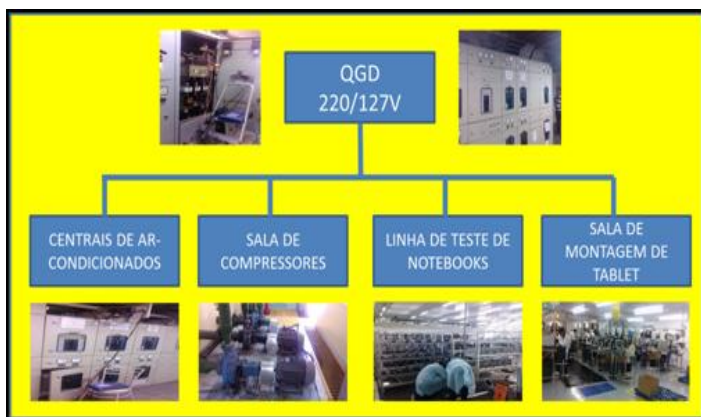 QGD
220/127V
CENTRAIS DE AR-
CONDICIONADOS
SALA DE
COMPRESSORES
LINHA DE TESTE DE
NOTEBOOKS
SALA DE
MONTAGEM DE
TABLET